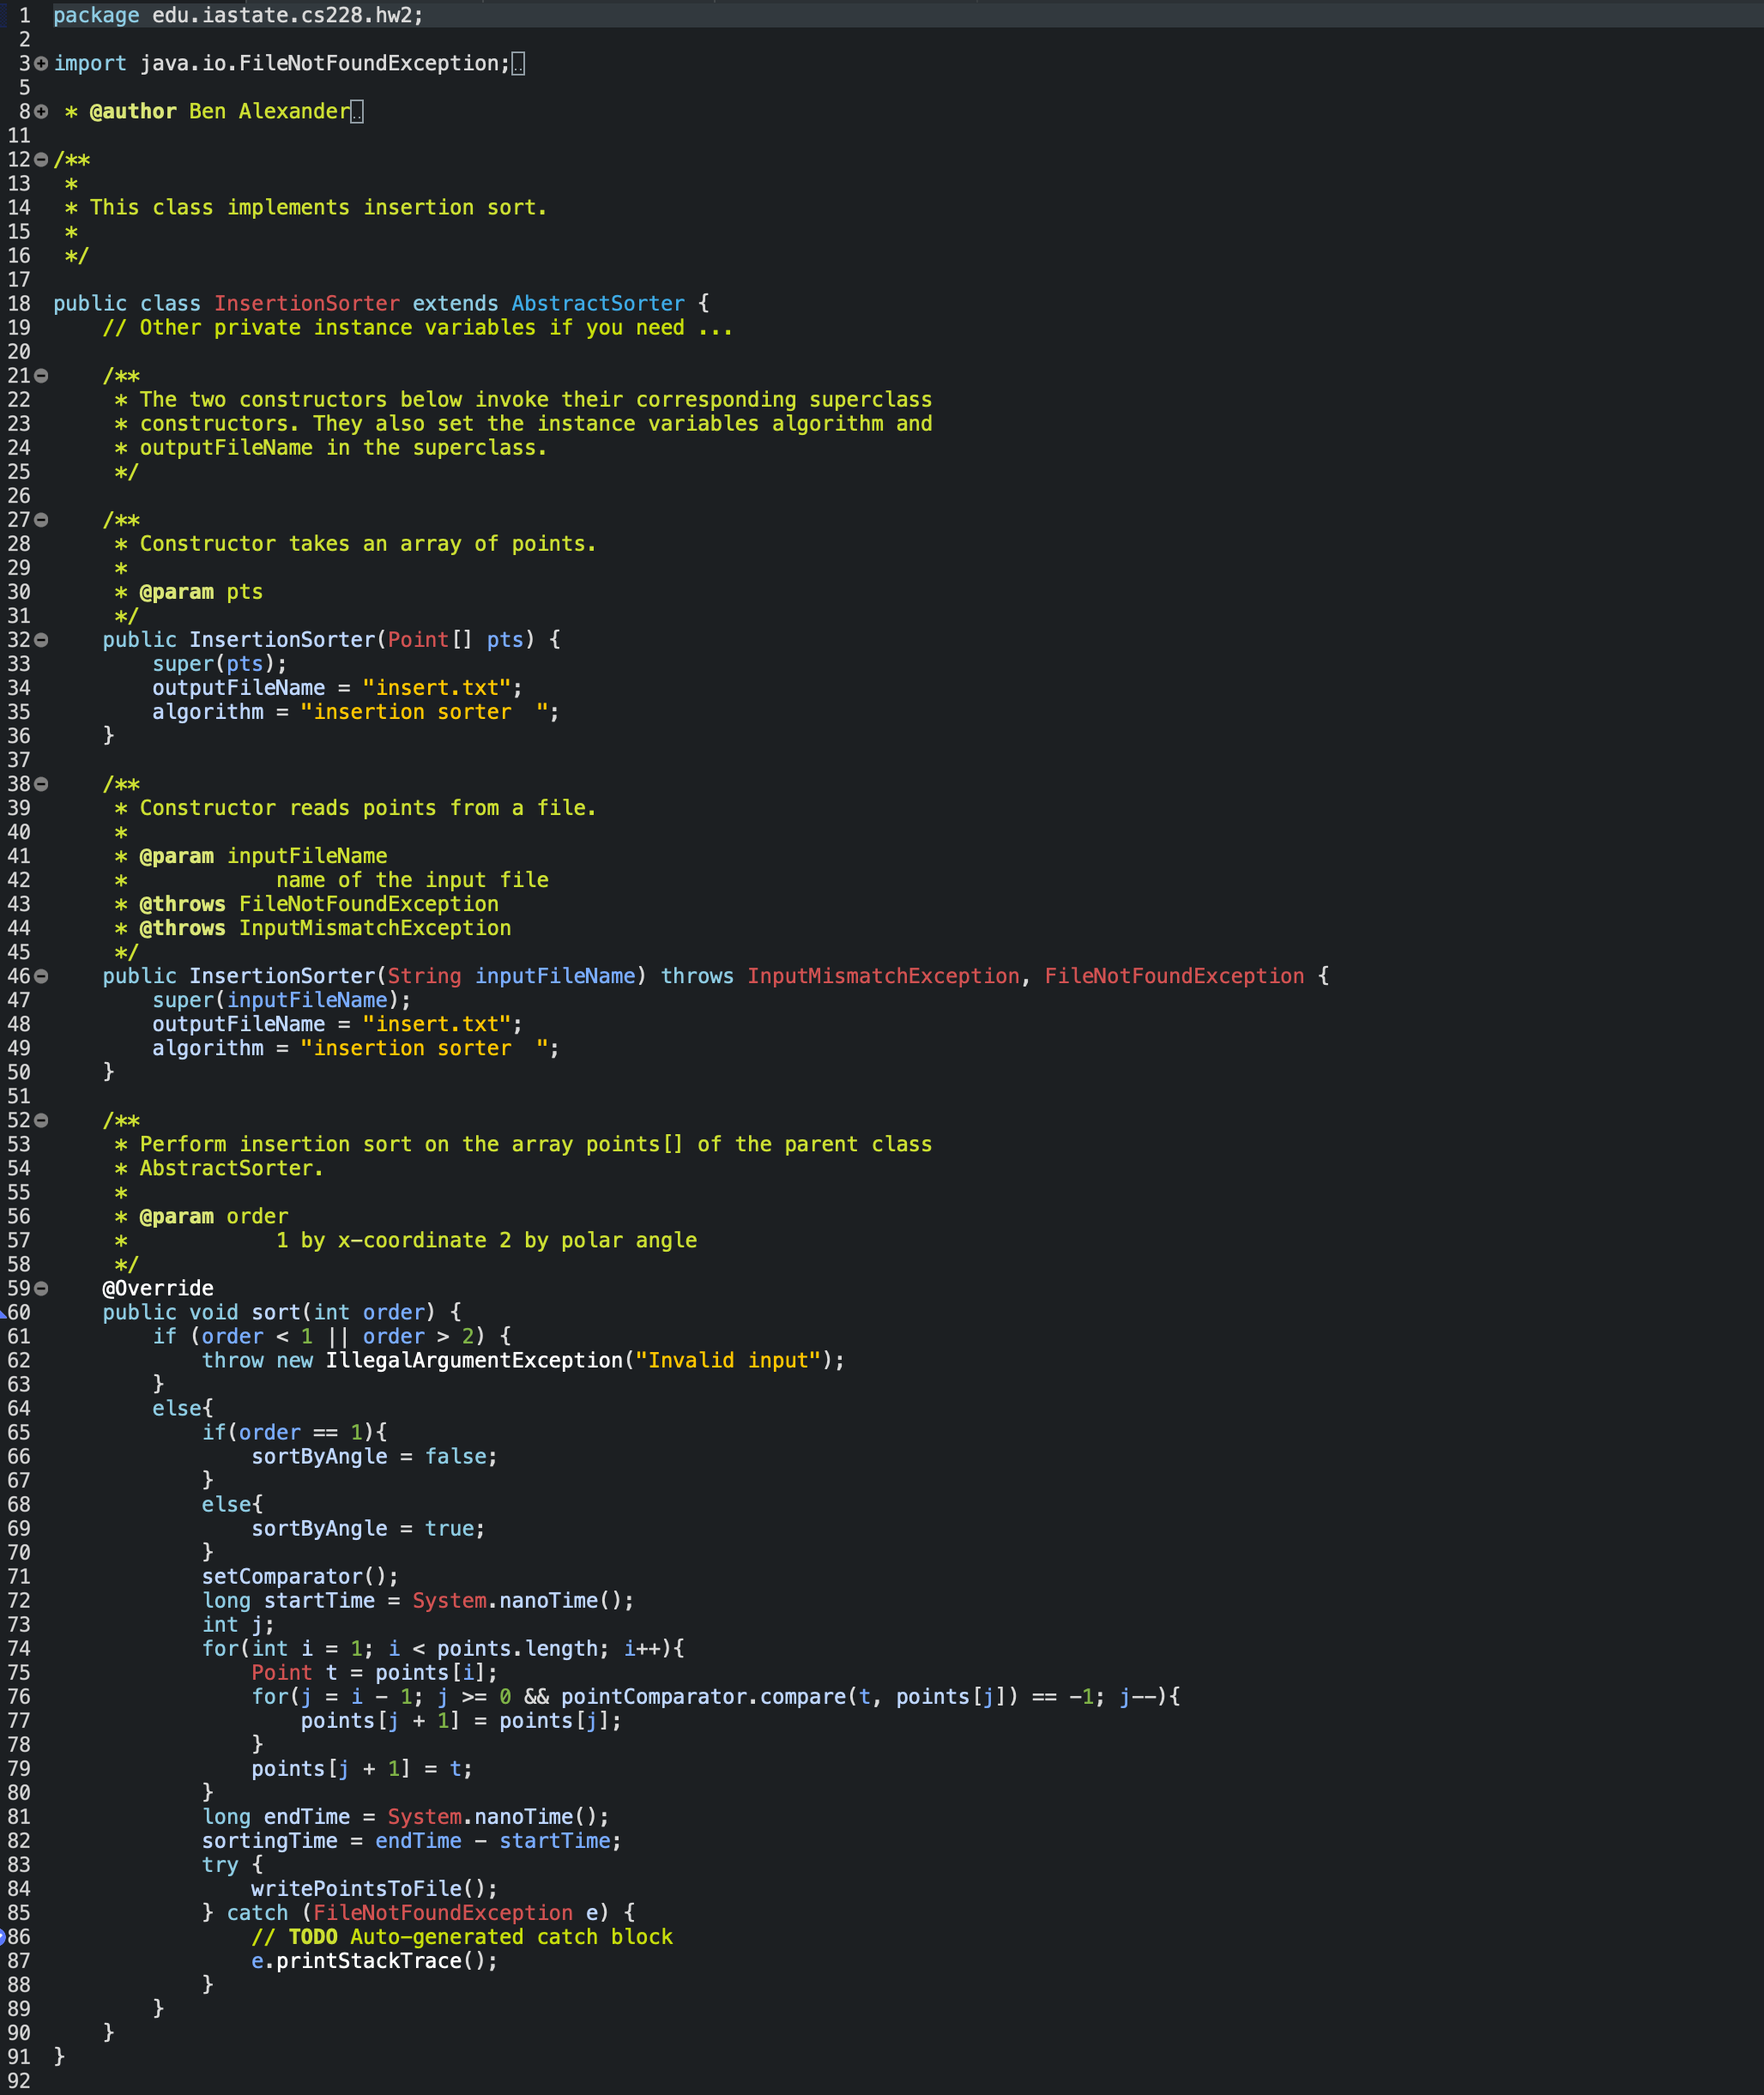 1 package edu.iastate.cs228.hw2;
2
3 import java.io.FileNotFoundException;
5
8  * @author Ben Alexander
11
12 /**
13  *
14  * This class implements insertion sort.
15  *
16  */
17
18 public class InsertionSorter extends AbstractSorter {
19     // Other private instance variables if you need ...
20
21     /**
22      * The two constructors below invoke their corresponding superclass
23      * constructors. They also set the instance variables algorithm and
24      * outputFileName in the superclass.
25      */
26
27     /**
28      * Constructor takes an array of points.
29      *
30      * @param pts
31      */
32     public InsertionSorter(Point[] pts) {
33         super(pts);
34         outputFileName = "insert.txt";
35         algorithm = "insertion sorter  ";
36     }
37
38     /**
39      * Constructor reads points from a file.
40      *
41      * @param inputFileName
42      *            name of the input file
43      * @throws FileNotFoundException
44      * @throws InputMismatchException
45      */
46     public InsertionSorter(String inputFileName) throws InputMismatchException, FileNotFoundException {
47         super(inputFileName);
48         outputFileName = "insert.txt";
49         algorithm = "insertion sorter  ";
50     }
51
52     /**
53      * Perform insertion sort on the array points[] of the parent class
54      * AbstractSorter.
55      *
56      * @param order
57      *            1 by x-coordinate 2 by polar angle
58      */
59     @Override
60     public void sort(int order) {
61         if (order < 1 || order > 2) {
62             throw new IllegalArgumentException("Invalid input");
63         }
64         else{
65             if(order == 1){
66                 sortByAngle = false;
67             }
68             else{
69                 sortByAngle = true;
70             }
71             setComparator();
72             long startTime = System.nanoTime();
73             int j;
74             for(int i = 1; i < points.length; i++){
75                 Point t = points[i];
76                 for(j = i - 1; j >= 0 && pointComparator.compare(t, points[j]) == -1; j--){
77                     points[j + 1] = points[j];
78                 }
79                 points[j + 1] = t;
80             }
81             long endTime = System.nanoTime();
82             sortingTime = endTime - startTime;
83             try {
84                 writePointsToFile();
85             } catch (FileNotFoundException e) {
86                 // TODO Auto-generated catch block
87                 e.printStackTrace();
88             }
89         }
90     }
91 }
92